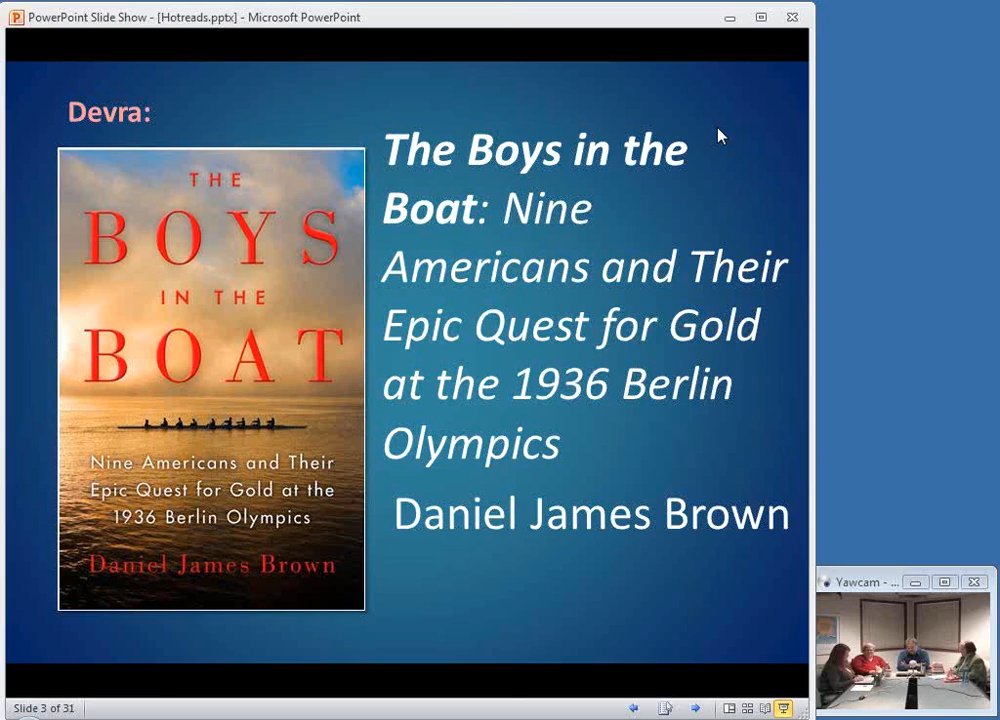 PowerPoint Slide Show - [Hotreads.pptx] - Microsoft PowerPoint
Devra:
THE
BOYS
IN THE
BOAT
Nine Americans and Their
Epic Quest for Gold at the
1936 Berlin Olympics
Daniel James Brown
The Boys in the
Boat: Nine
Americans and Their
Epic Quest for Gold
at the 1936 Berlin
Olympics
Daniel James Brown
Yawcam - ...
Slide 3 of 31